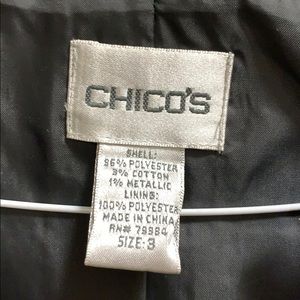 CHICO'S
SHELL:
96% POLYESTER
3% COTTON
1% METALLIC
LINING:
100% POLYESTER
MADE IN CHINA
RN# 79984
SIZE: 3